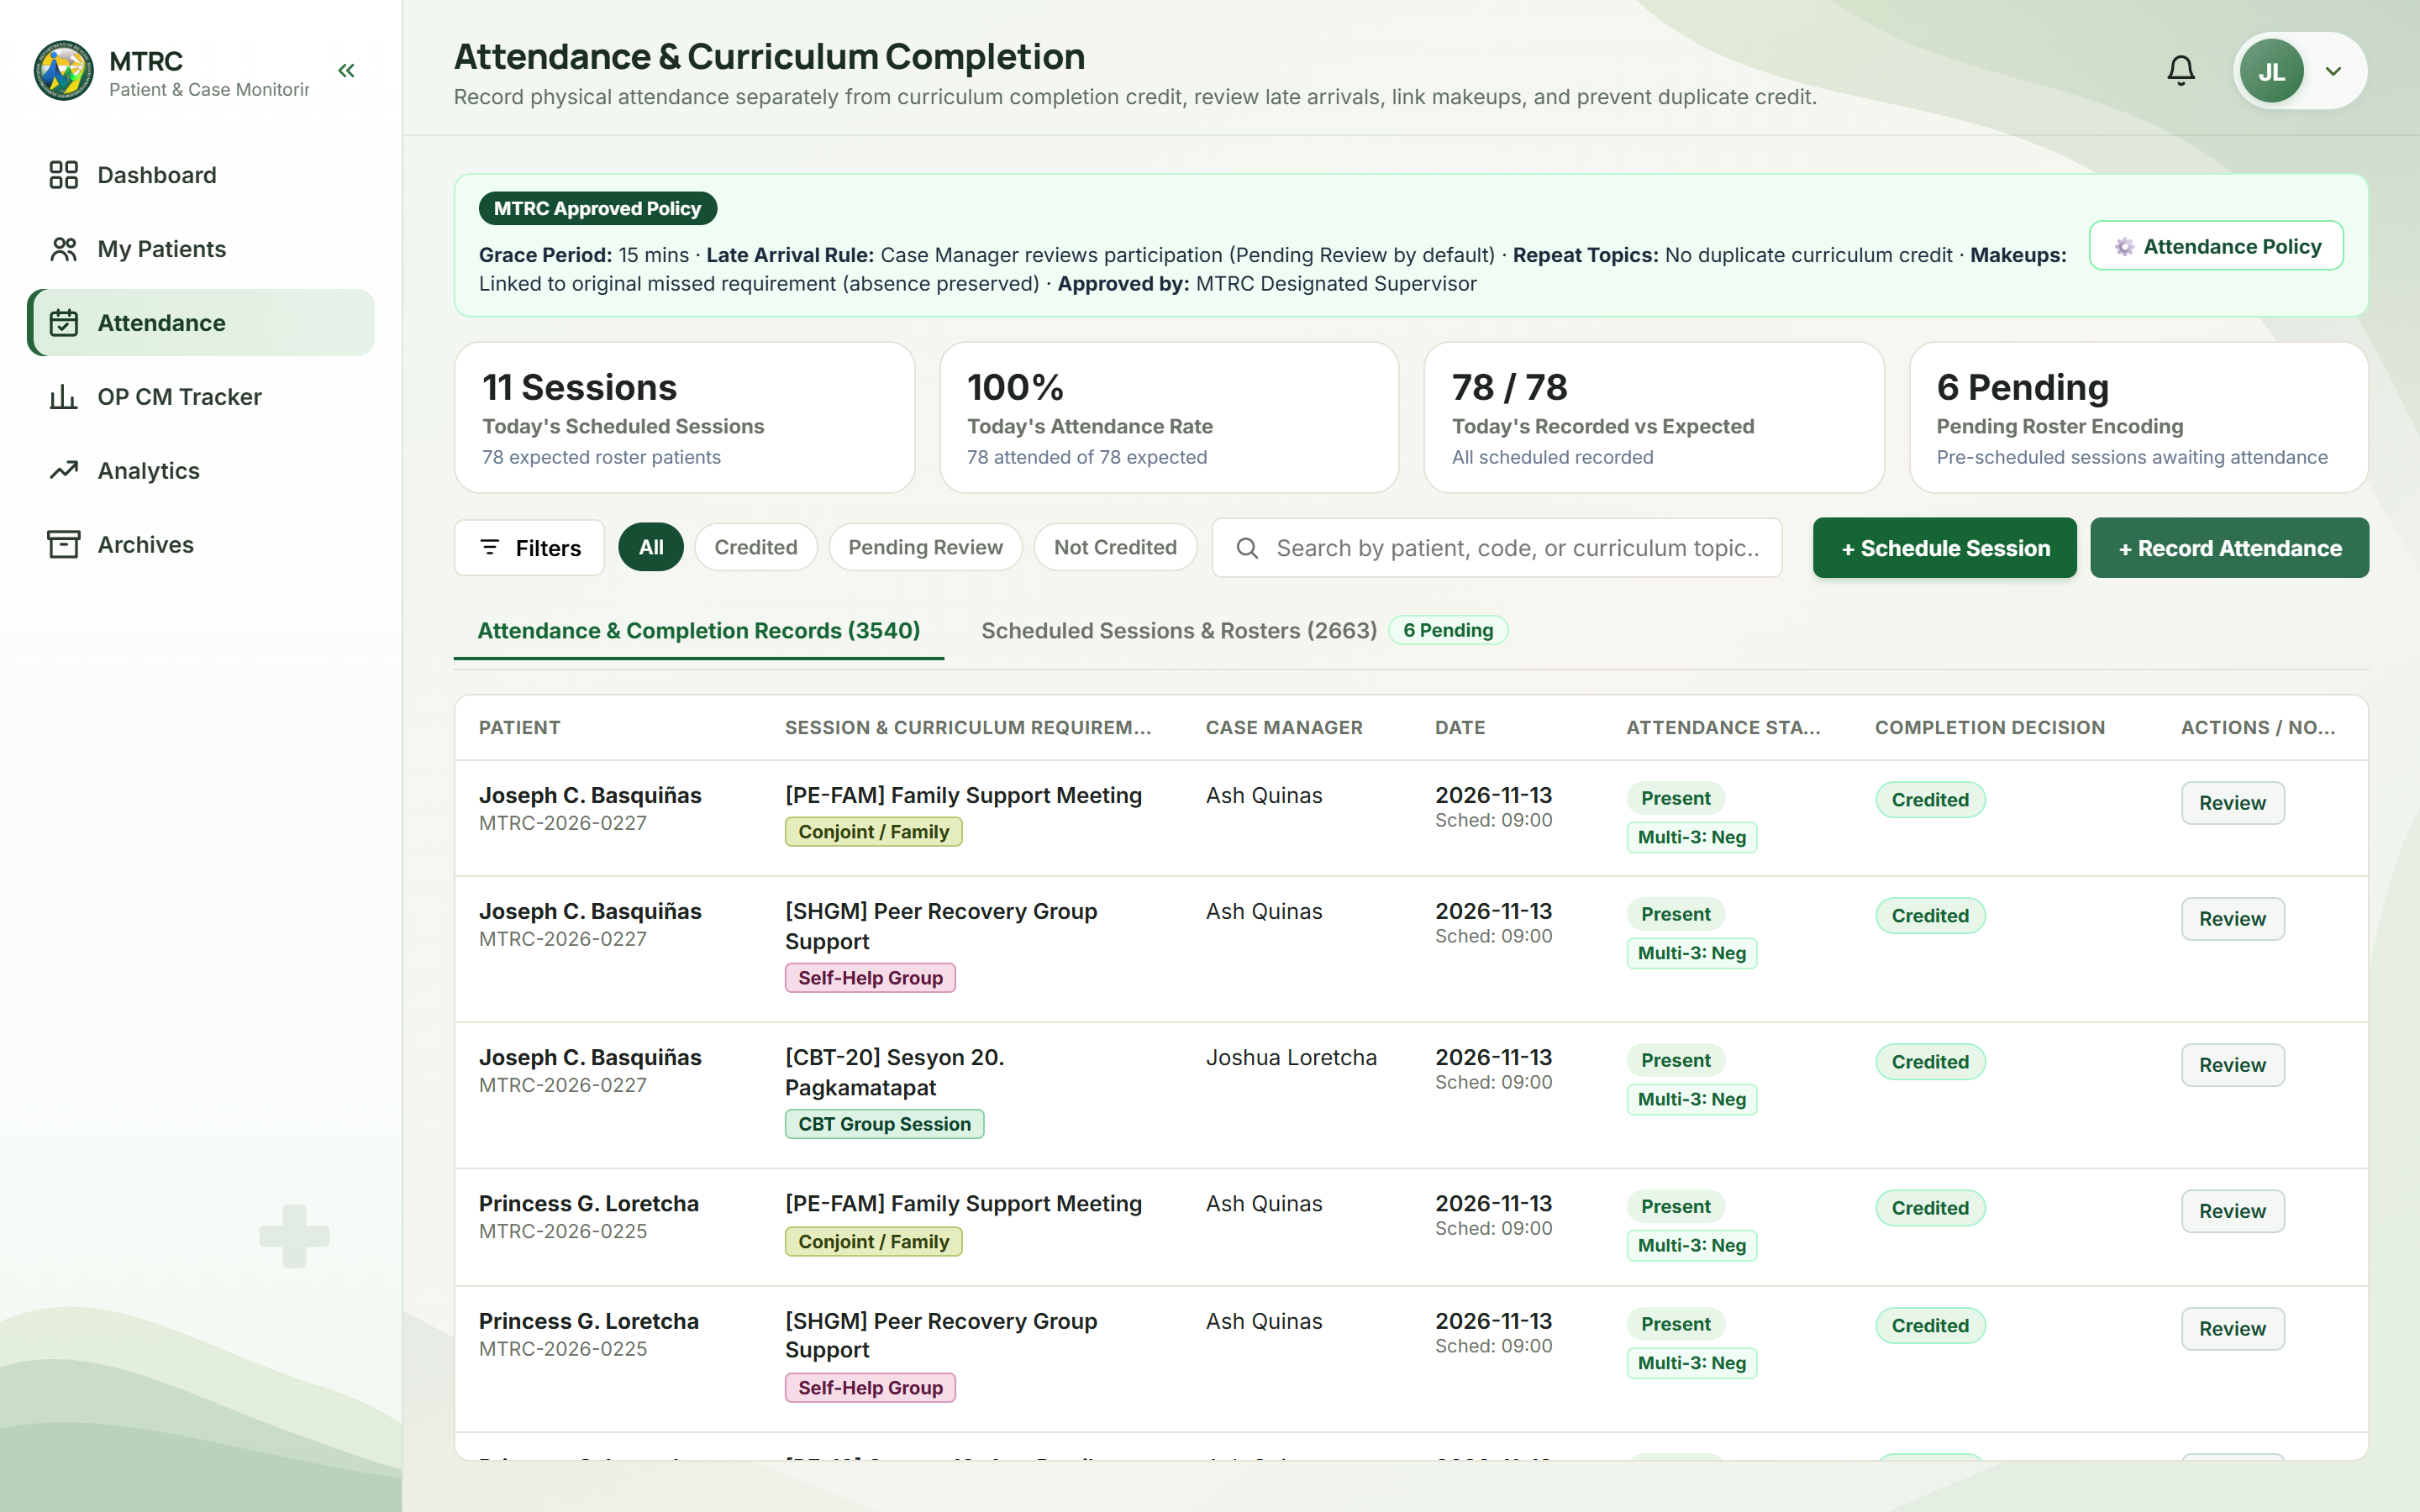 MTRC
Patient & Case Monitorir
Dashboard
My Patients
Attendance
OP CM Tracker
Analytics
Archives
Attendance & Curriculum Completion
Record physical attendance separately from curriculum completion credit, review late arrivals, link makeups, and prevent duplicate credit.
JL
MTRC Approved Policy
Grace Period: 15 mins · Late Arrival Rule: Case Manager reviews participation (Pending Review by default) · Repeat Topics: No duplicate curriculum credit · Makeups:
Linked to original missed requirement (absence preserved) · Approved by: MTRC Designated Supervisor
Attendance Policy
11 Sessions
Today's Scheduled Sessions
78 expected roster patients
100%
Today's Attendance Rate
78 attended of 78 expected
78 / 78
Today's Recorded vs Expected
All scheduled recorded
6 Pending
Pending Roster Encoding
Pre-scheduled sessions awaiting attendance
Filters
All
Credited
Pending Review
Not Credited
Search by patient, code, or curriculum topic..
+ Schedule Session
+ Record Attendance
Attendance & Completion Records (3540)
Scheduled Sessions & Rosters (2663)
6 Pending
PATIENT
SESSION & CURRICULUM REQUIREM...
CASE MANAGER
DATE
ATTENDANCE STA...
COMPLETION DECISION
ACTIONS / NO...
Joseph C. Basquiñas
MTRC-2026-0227
[PE-FAM] Family Support Meeting
Conjoint / Family
Ash Quinas
2026-11-13
Sched: 09:00
Present
Multi-3: Neg
Credited
Review
Joseph C. Basquiñas
MTRC-2026-0227
[SHGM] Peer Recovery Group
Support
Self-Help Group
Ash Quinas
2026-11-13
Sched: 09:00
Present
Multi-3: Neg
Credited
Review
Joseph C. Basquiñas
MTRC-2026-0227
[CBT-20] Sesyon 20.
Pagkamatapat
CBT Group Session
Joshua Loretcha
2026-11-13
Sched: 09:00
Present
Multi-3: Neg
Credited
Review
Princess G. Loretcha
MTRC-2026-0225
[PE-FAM] Family Support Meeting
Conjoint / Family
Ash Quinas
2026-11-13
Sched: 09:00
Present
Multi-3: Neg
Credited
Review
Princess G. Loretcha
MTRC-2026-0225
[SHGM] Peer Recovery Group
Support
Self-Help Group
Ash Quinas
2026-11-13
Sched: 09:00
Present
Multi-3: Neg
Credited
Review